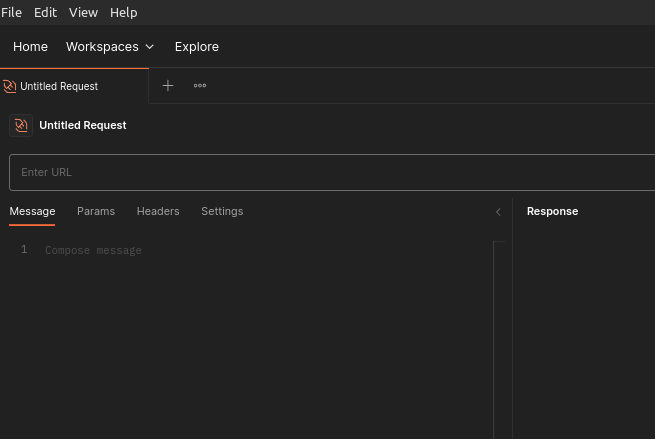 File Edit View Help
Home Workspaces Explore
Untitled Request
Untitled Request
Enter URL
Message Params Headers Settings Response
1 Compose message